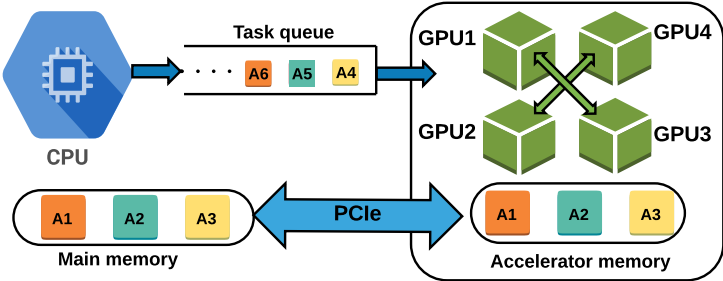 Task queue
GPU1
GPU4
· · · · A6 A5 A4
CPU
GPU2
GPU3
A1 A2 A3
PCIe
A1 A2 A3
Main memory
Accelerator memory